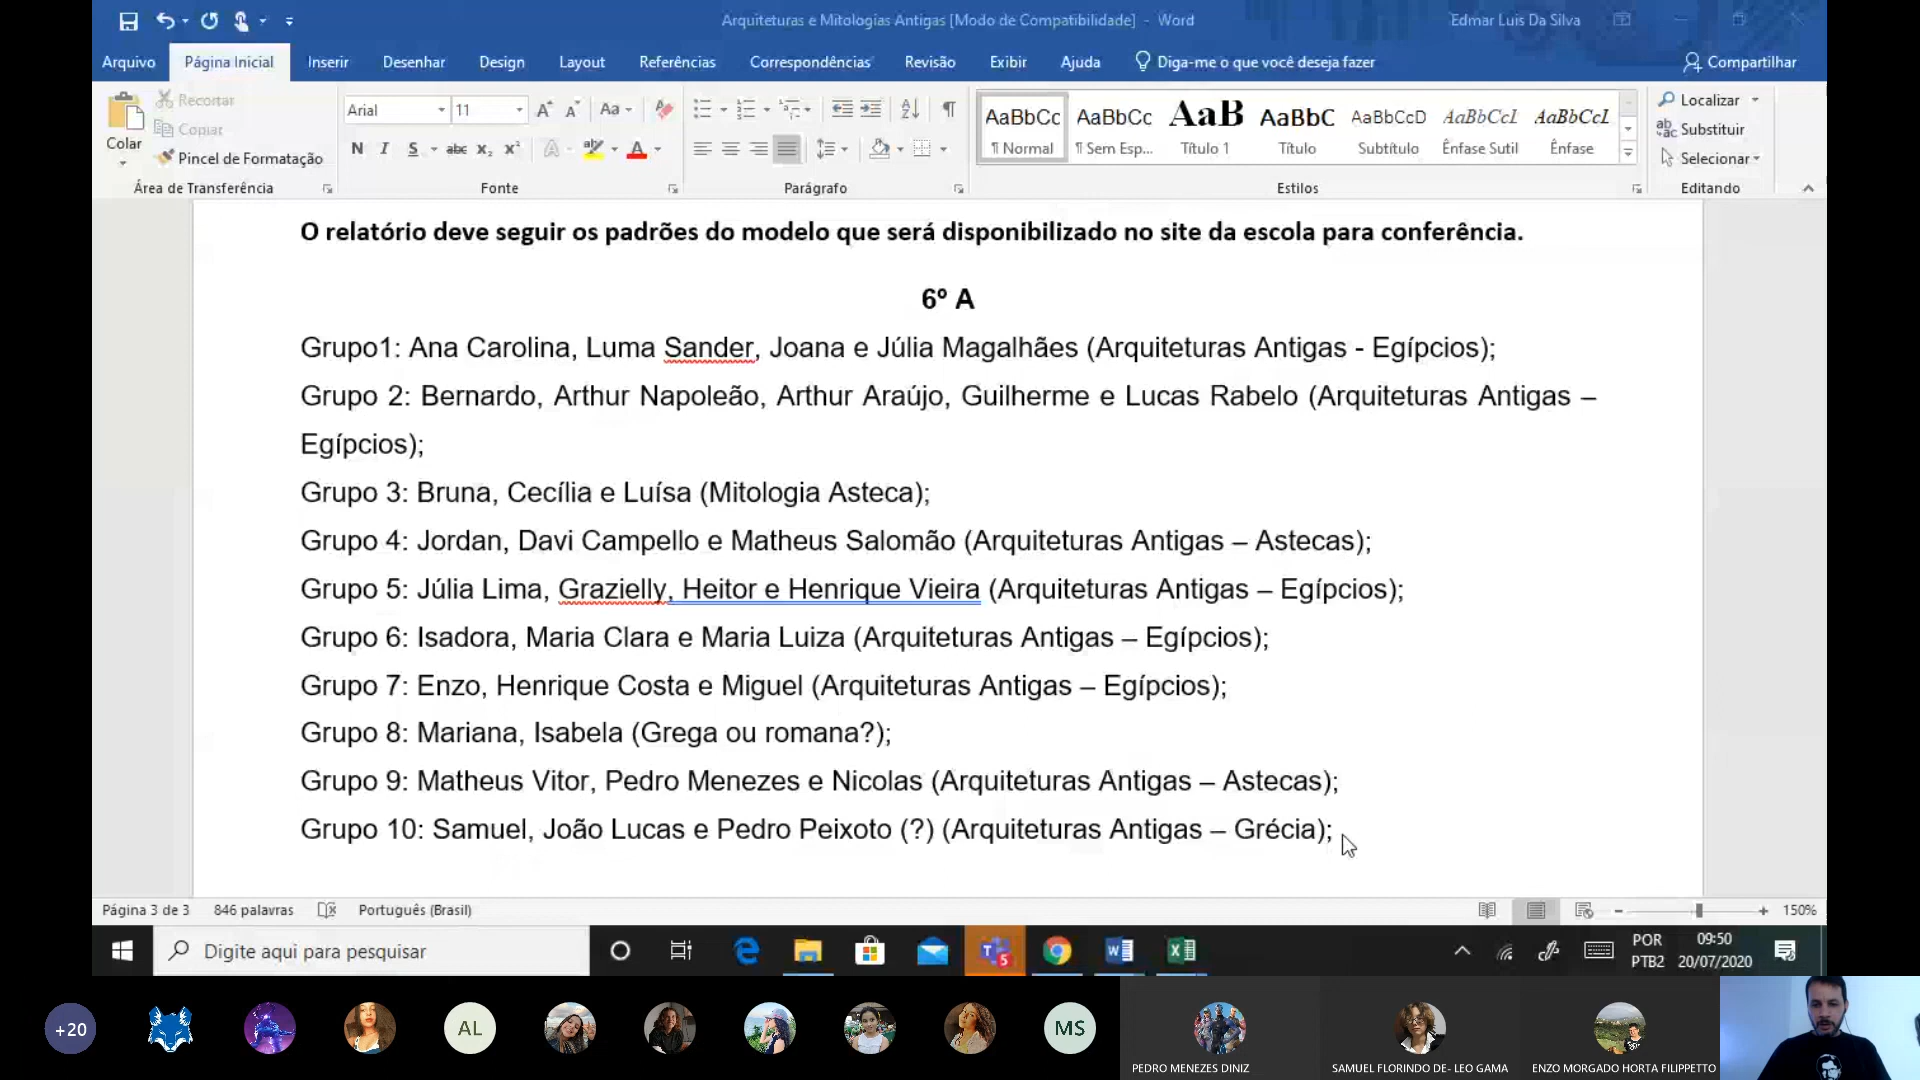 Arquiteturas e Mitologias Antigas [Modo de Compatibilidade] - Word
Edmar Luis Da Silva
Arquivo Página Inicial Inserir Desenhar Design Layout Referências Correspondências Revisão Exibir Ajuda Diga-me o que você deseja fazer Compartilhar
Colar
Recortar
Copiar
Pincel de Formatação
Área de Transferência
Arial 11
Aa
N I S abc x₂ x² A A
Fonte
Parágrafo
AaBbCc AaBbCc AaB AaBbC AaBbCcD AaBbCcI AaBbCcL
¶ Normal ¶ Sem Esp... Título 1 Título Subtítulo Ênfase Sutil Ênfase
Estilos
Localizar
Substituir
Selecionar
Editando
O relatório deve seguir os padrões do modelo que será disponibilizado no site da escola para conferência.
6º A
Grupo1: Ana Carolina, Luma Sander, Joana e Júlia Magalhães (Arquiteturas Antigas - Egípcios);
Grupo 2: Bernardo, Arthur Napoleão, Arthur Araújo, Guilherme e Lucas Rabelo (Arquiteturas Antigas –
Egípcios);
Grupo 3: Bruna, Cecília e Luísa (Mitologia Asteca);
Grupo 4: Jordan, Davi Campello e Matheus Salomão (Arquiteturas Antigas – Astecas);
Grupo 5: Júlia Lima, Grazielly, Heitor e Henrique Vieira (Arquiteturas Antigas – Egípcios);
Grupo 6: Isadora, Maria Clara e Maria Luiza (Arquiteturas Antigas – Egípcios);
Grupo 7: Enzo, Henrique Costa e Miguel (Arquiteturas Antigas – Egípcios);
Grupo 8: Mariana, Isabela (Grega ou romana?);
Grupo 9: Matheus Vitor, Pedro Menezes e Nicolas (Arquiteturas Antigas – Astecas);
Grupo 10: Samuel, João Lucas e Pedro Peixoto (?) (Arquiteturas Antigas – Grécia);
Página 3 de 3 846 palavras Português (Brasil) 150%
Digite aqui para pesquisar
5
POR
PTB2
09:50
20/07/2020
+20
AL
MS
PEDRO MENEZES DINIZ
SAMUEL FLORINDO DE- LEO GAMA
ENZO MORGADO HORTA FILIPPETTO